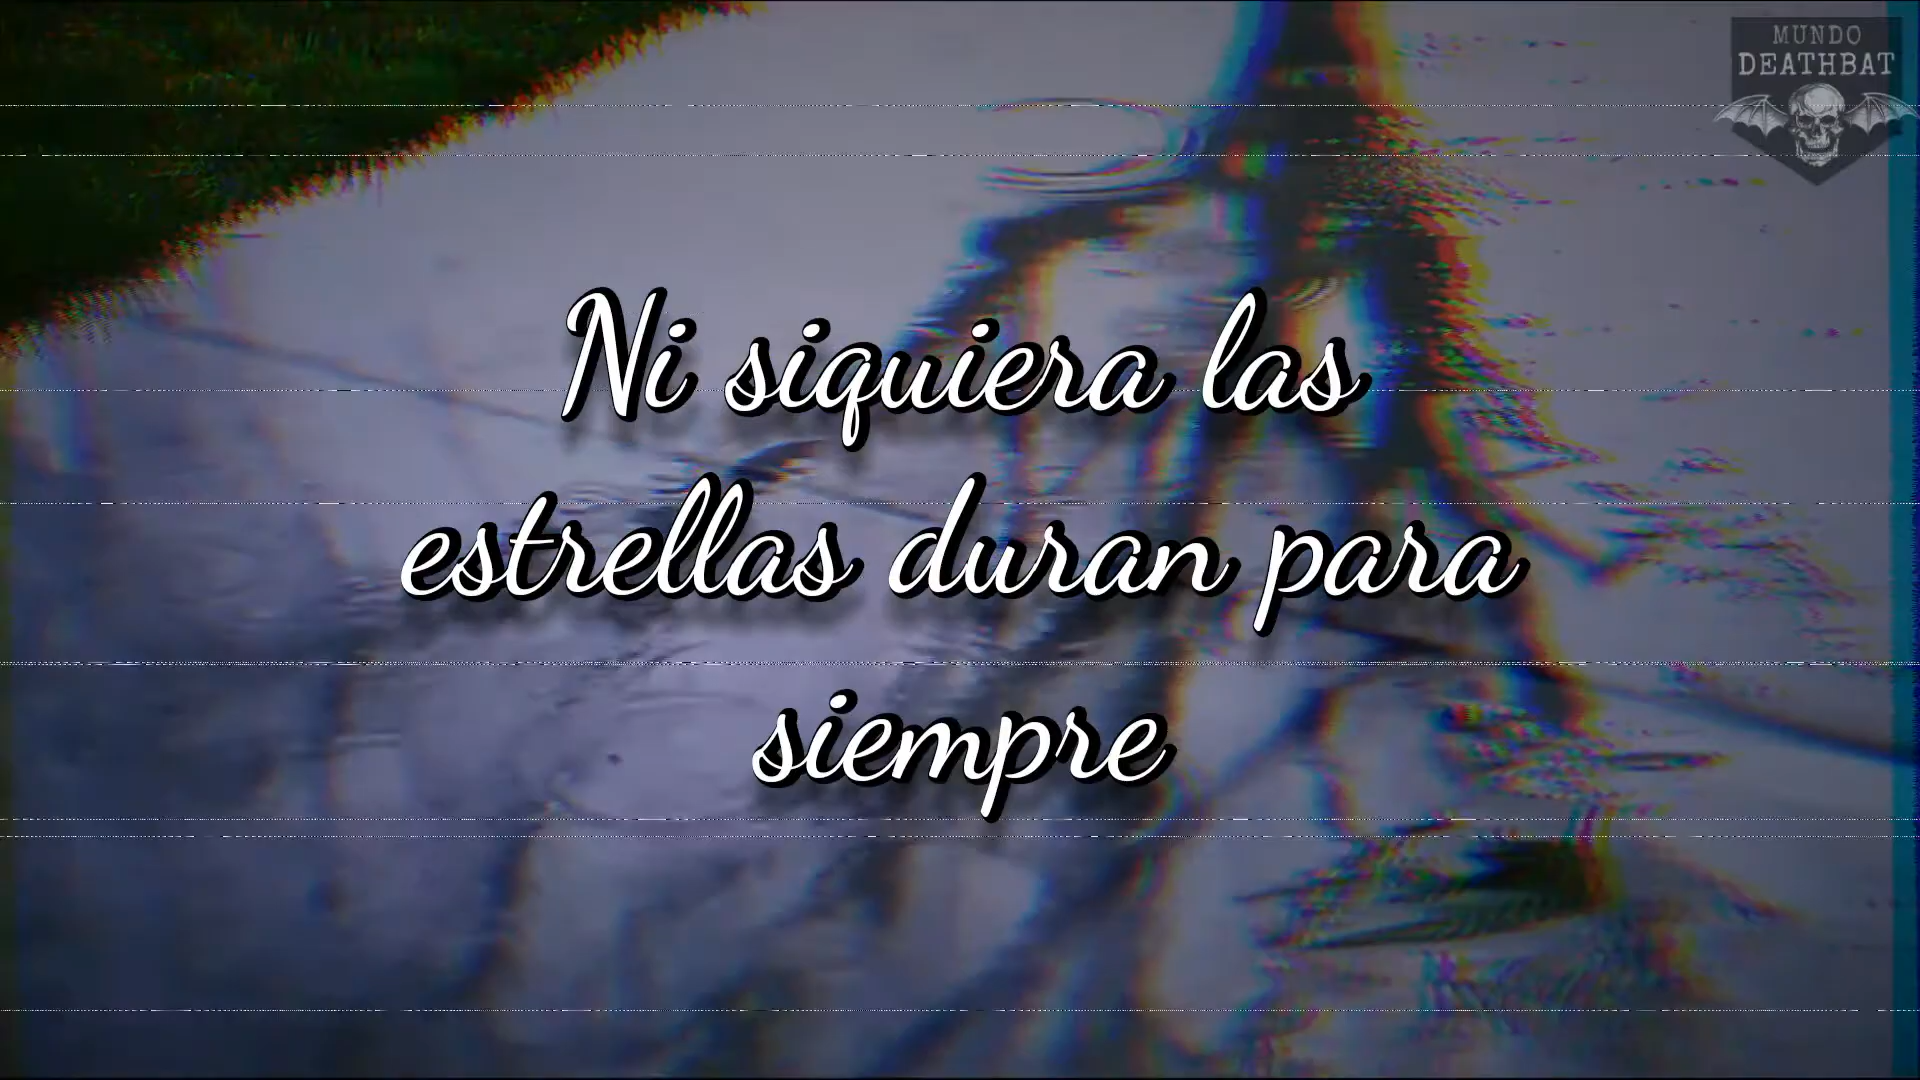 MUNDO
DEATHBAT
Ni siquiera las
estrellas duran para
siempre